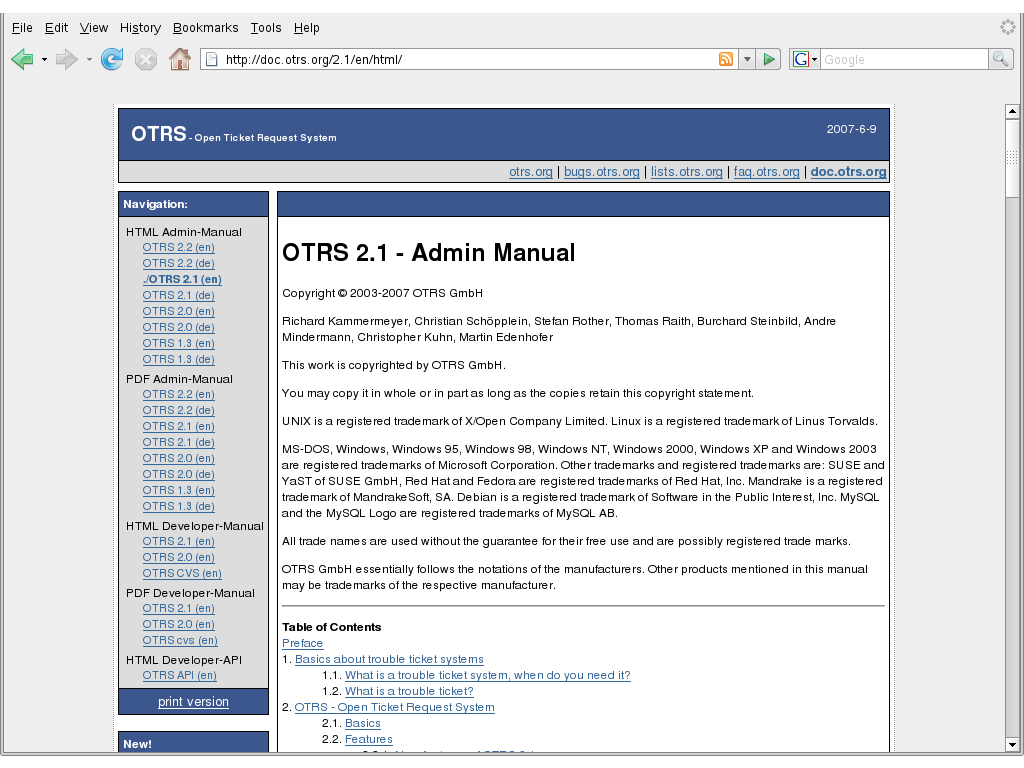 File Edit View History Bookmarks Tools Help
http://doc.otrs.org/2.1/en/html/
G
Google
OTRS - Open Ticket Request System
2007-6-9
otrs.org | bugs.otrs.org | lists.otrs.org | faq.otrs.org | doc.otrs.org
Navigation:
HTML Admin-Manual
OTRS 2.2 (en)
OTRS 2.2 (de)
./OTRS 2.1 (en)
OTRS 2.1 (de)
OTRS 2.0 (en)
OTRS 2.0 (de)
OTRS 1.3 (en)
OTRS 1.3 (de)
PDF Admin-Manual
OTRS 2.2 (en)
OTRS 2.2 (de)
OTRS 2.1 (en)
OTRS 2.1 (de)
OTRS 2.0 (en)
OTRS 2.0 (de)
OTRS 1.3 (en)
OTRS 1.3 (de)
HTML Developer-Manual
OTRS 2.1 (en)
OTRS 2.0 (en)
OTRS CVS (en)
PDF Developer-Manual
OTRS 2.1 (en)
OTRS 2.0 (en)
OTRS cvs (en)
HTML Developer-API
OTRS API (en)
print version
New!
OTRS 2.1 - Admin Manual
Copyright © 2003-2007 OTRS GmbH
Richard Kammermeyer, Christian Schöpplein, Stefan Rother, Thomas Raith, Burchard Steinbild, Andre
Mindermann, Christopher Kuhn, Martin Edenhofer
This work is copyrighted by OTRS GmbH.
You may copy it in whole or in part as long as the copies retain this copyright statement.
UNIX is a registered trademark of X/Open Company Limited. Linux is a registered trademark of Linus Torvalds.
MS-DOS, Windows, Windows 95, Windows 98, Windows NT, Windows 2000, Windows XP and Windows 2003
are registered trademarks of Microsoft Corporation. Other trademarks and registered trademarks are: SUSE and
YaST of SUSE GmbH, Red Hat and Fedora are registered trademarks of Red Hat, Inc. Mandrake is a registered
trademark of MandrakeSoft, SA. Debian is a registered trademark of Software in the Public Interest, Inc. MySQL
and the MySQL Logo are registered trademarks of MySQL AB.
All trade names are used without the guarantee for their free use and are possibly registered trade marks.
OTRS GmbH essentially follows the notations of the manufacturers. Other products mentioned in this manual
may be trademarks of the respective manufacturer.
Table of Contents
Preface
1. Basics about trouble ticket systems
1.1. What is a trouble ticket system, when do you need it?
1.2. What is a trouble ticket?
2. OTRS - Open Ticket Request System
2.1. Basics
2.2. Features